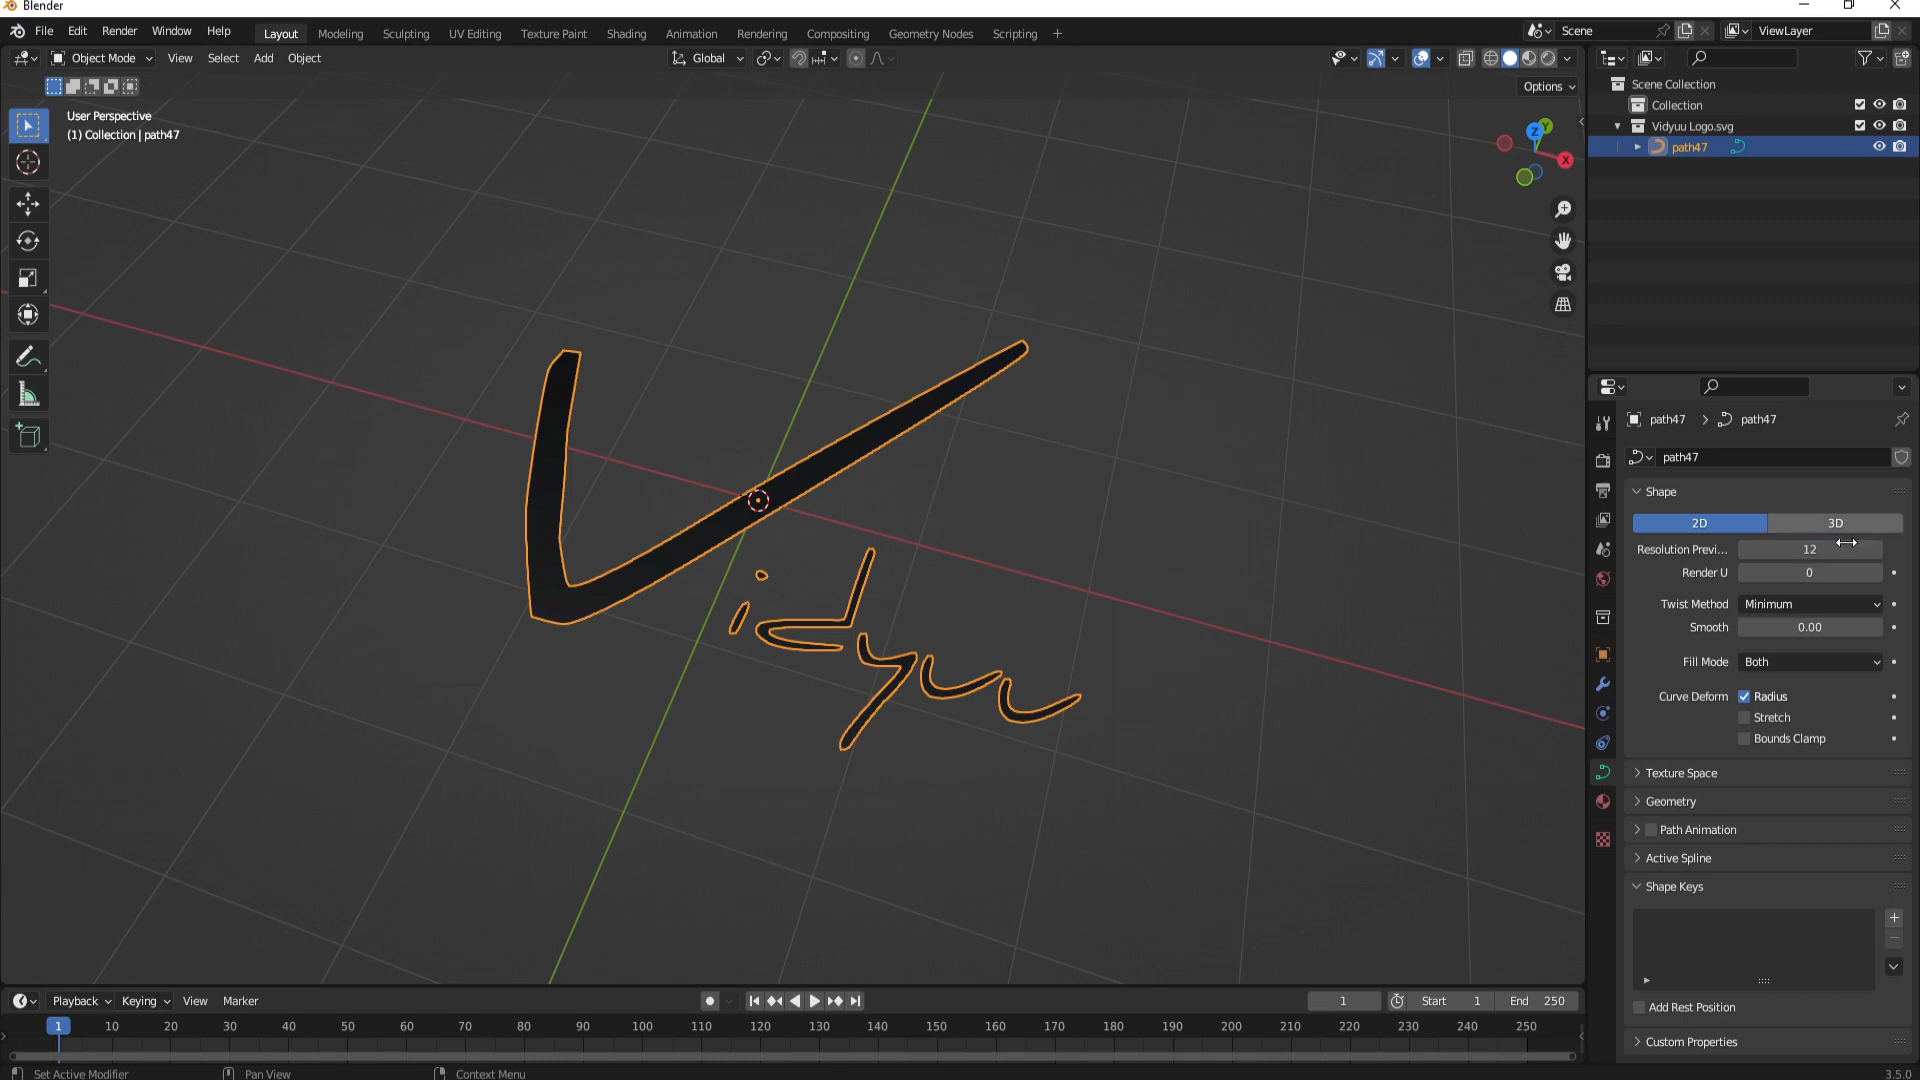 Blender
File Edit Render Window Help
Layout Modeling Sculpting UV Editing Texture Paint Shading Animation Rendering Compositing Geometry Nodes Scripting +
Scene
ViewLayer
Object Mode View Select Add Object
Global
Options
User Perspective
(1) Collection | path47
Z Y X
Vidyuu
Scene Collection
Collection
Vidyuu Logo.svg
path47
path47 > path47
path47
Shape
2D 3D
Resolution Previ... 12
Render U 0
Twist Method Minimum
Smooth 0.00
Fill Mode Both
Curve Deform Radius
Stretch
Bounds Clamp
Texture Space
Geometry
Path Animation
Active Spline
Shape Keys
Add Rest Position
Custom Properties
Playback Keying View Marker
1 Start 1 End 250
1 10 20 30 40 50 60 70 80 90 100 110 120 130 140 150 160 170 180 190 200 210 220 230 240 250
Set Active Modifier Pan View Context Menu 3.5.0